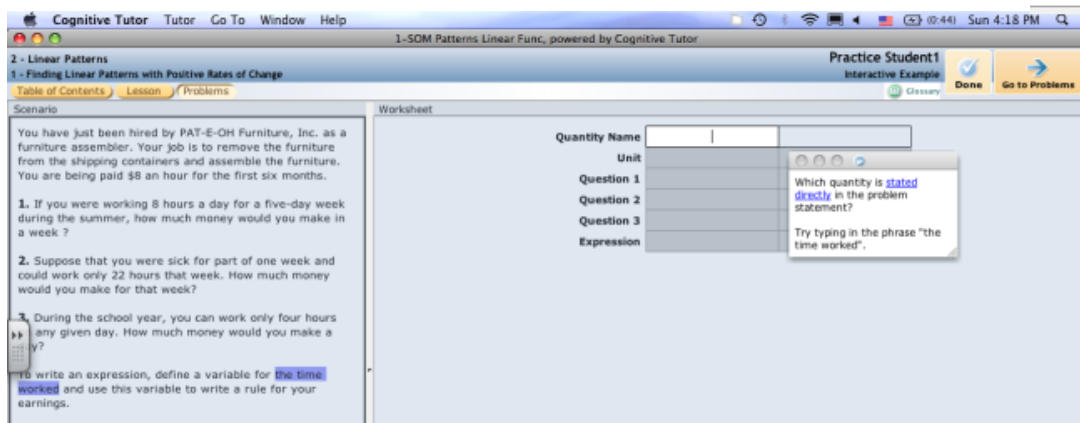 Cognitive Tutor Tutor Go To Window Help (0:44) Sun 4:18 PM
1-SOM Patterns Linear Func, powered by Cognitive Tutor
2 - Linear Patterns
1 - Finding Linear Patterns with Positive Rates of Change
Practice Student1
Interactive Example
Glossary
Done
Go to Problems
Table of Contents Lesson Problems
Scenario
You have just been hired by PAT-E-OH Furniture, Inc. as a
furniture assembler. Your job is to remove the furniture
from the shipping containers and assemble the furniture.
You are being paid $8 an hour for the first six months.
1. If you were working 8 hours a day for a five-day week
during the summer, how much money would you make in
a week ?
2. Suppose that you were sick for part of one week and
could work only 22 hours that week. How much money
would you make for that week?
3. During the school year, you can work only four hours
any given day. How much money would you make a
y?
To write an expression, define a variable for the time
worked and use this variable to write a rule for your
earnings.
Worksheet
Quantity Name
Unit
Question 1
Question 2
Question 3
Expression
Which quantity is stated
directly in the problem
statement?
Try typing in the phrase "the
time worked".